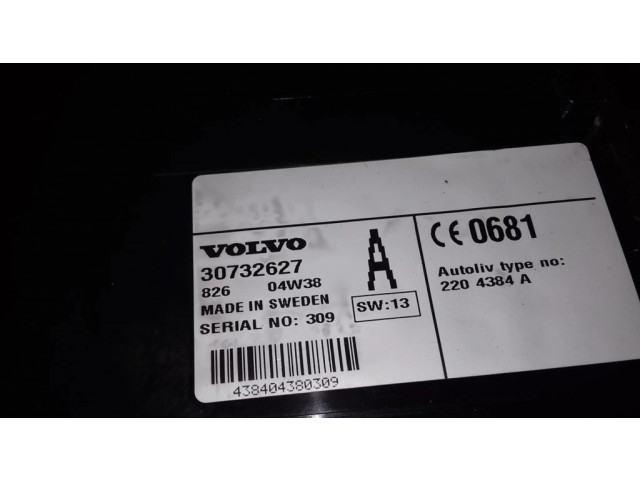 VOLVO
30732627
826 04W38
MADE IN SWEDEN
SERIAL NO: 309
A
SW:13
438404380309
CE 0681
Autoliv type no:
220 4384 A